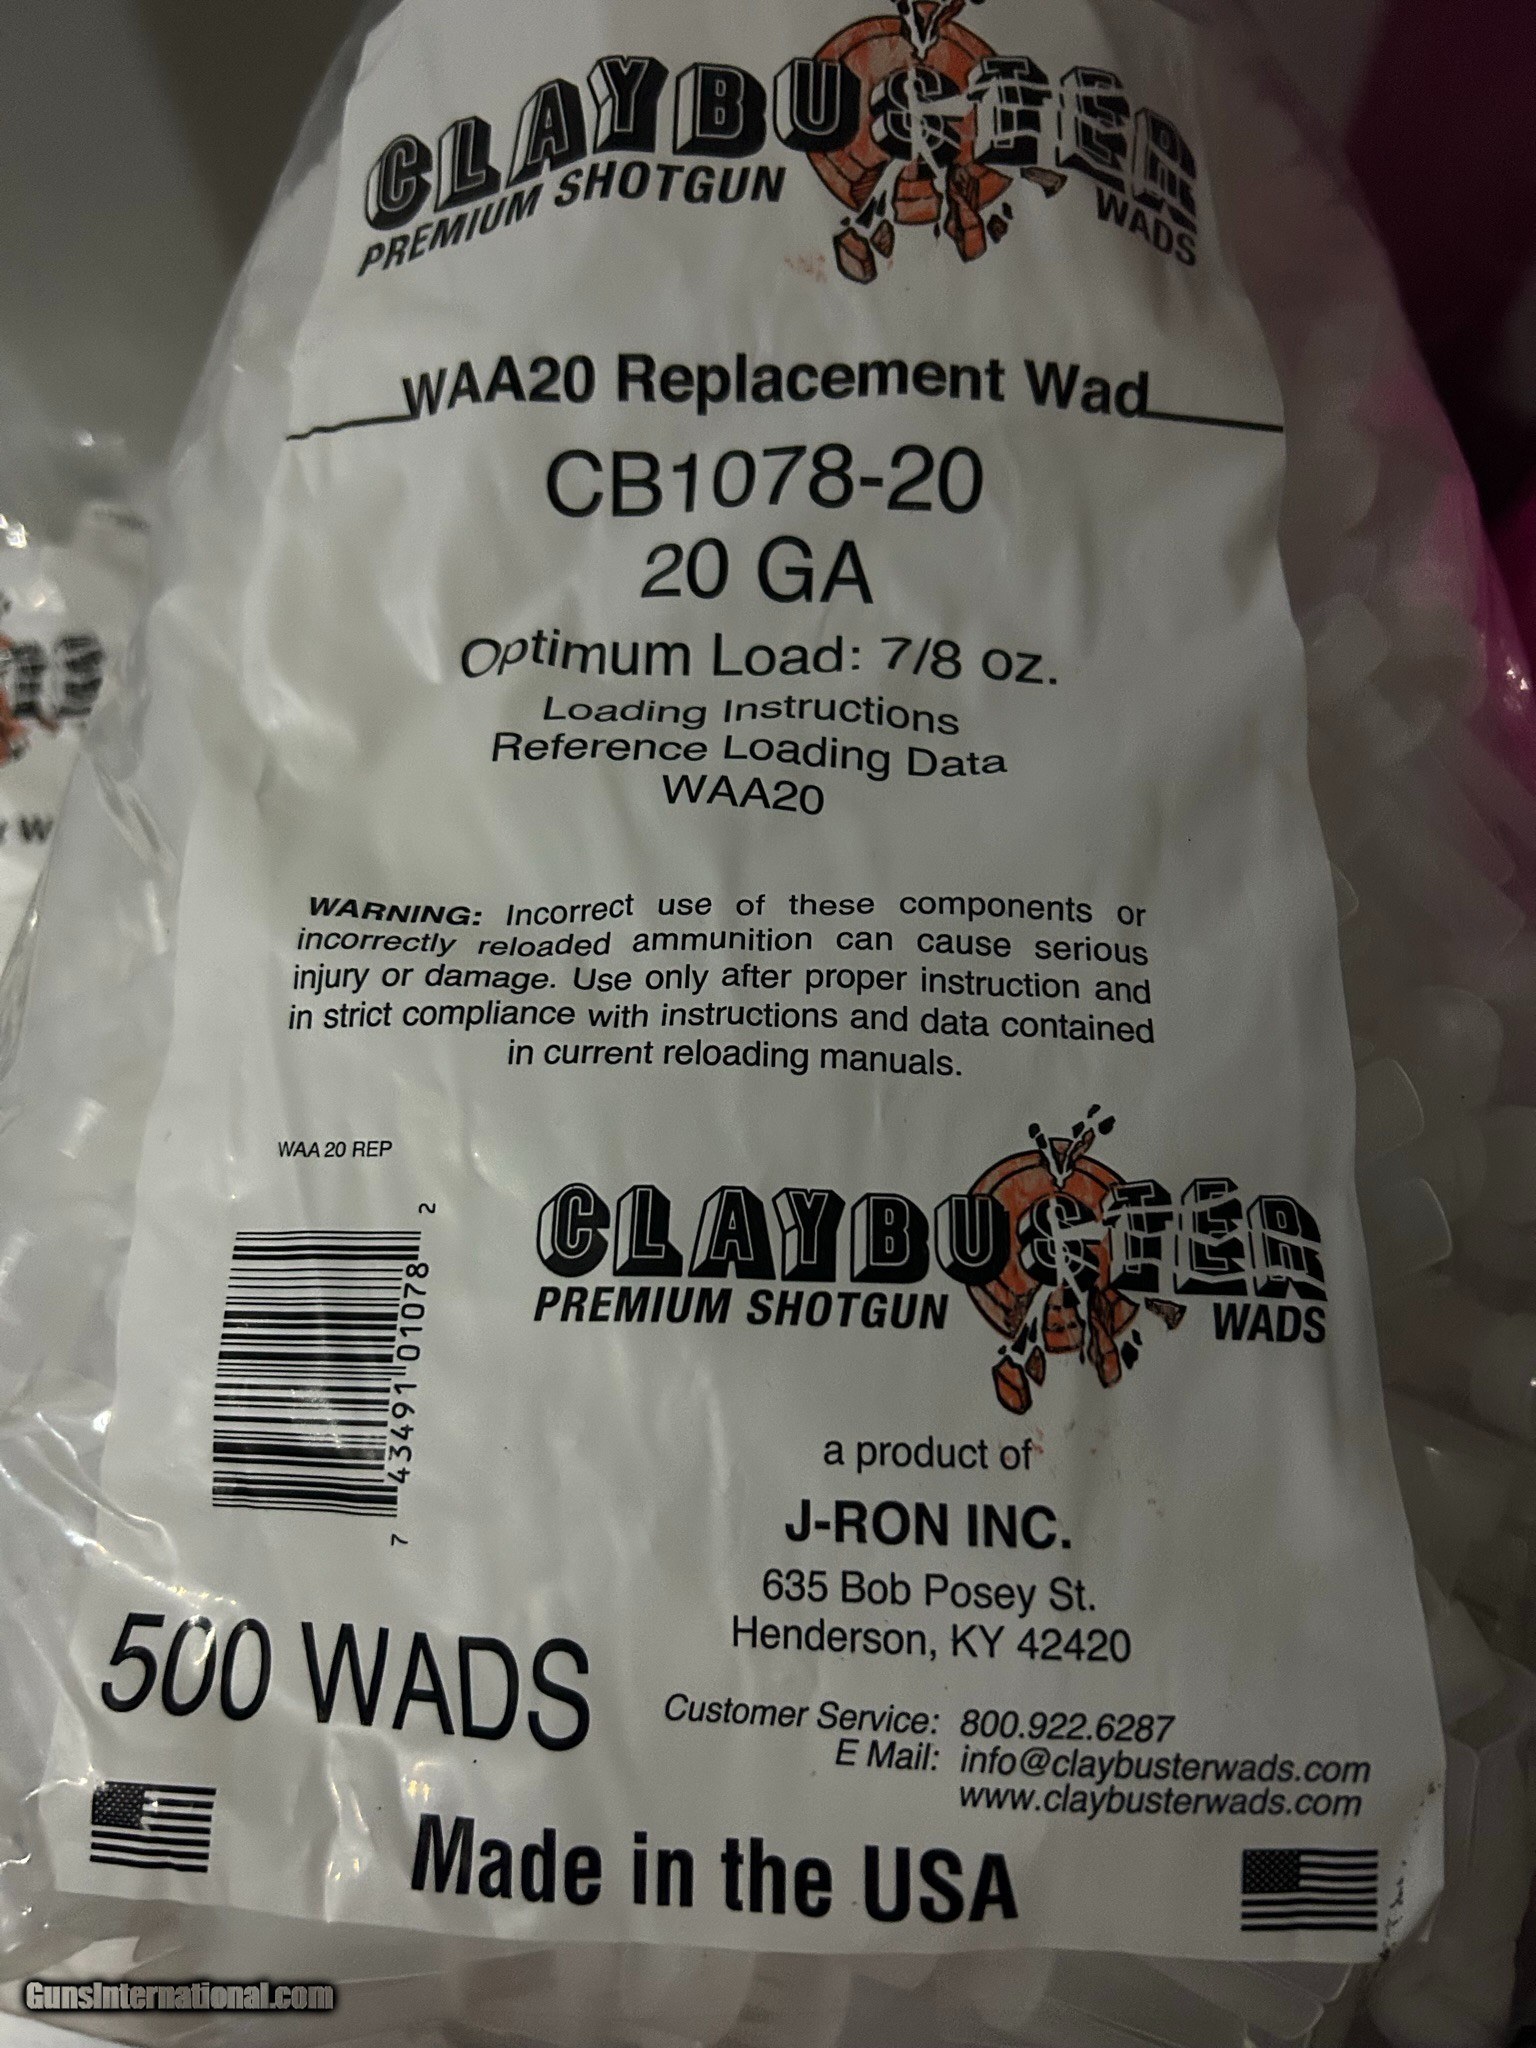 CLAYBUSTER
PREMIUM SHOTGUN WADS
WAA20 Replacement Wad
CB1078-20
20 GA
Optimum Load: 7/8 oz.
Loading Instructions
Reference Loading Data
WAA20
WARNING: Incorrect use of these components or
incorrectly reloaded ammunition can cause serious
injury or damage. Use only after proper instruction and
in strict compliance with instructions and data contained
in current reloading manuals.
WAA 20 REP
7 43491 01078 2
CLAYBUSTER
PREMIUM SHOTGUN WADS
a product of
J-RON INC.
635 Bob Posey St.
Henderson, KY 42420
500 WADS
Customer Service: 800.922.6287
E Mail: info@claybusterwads.com
www.claybusterwads.com
Made in the USA
GunsInternational.com